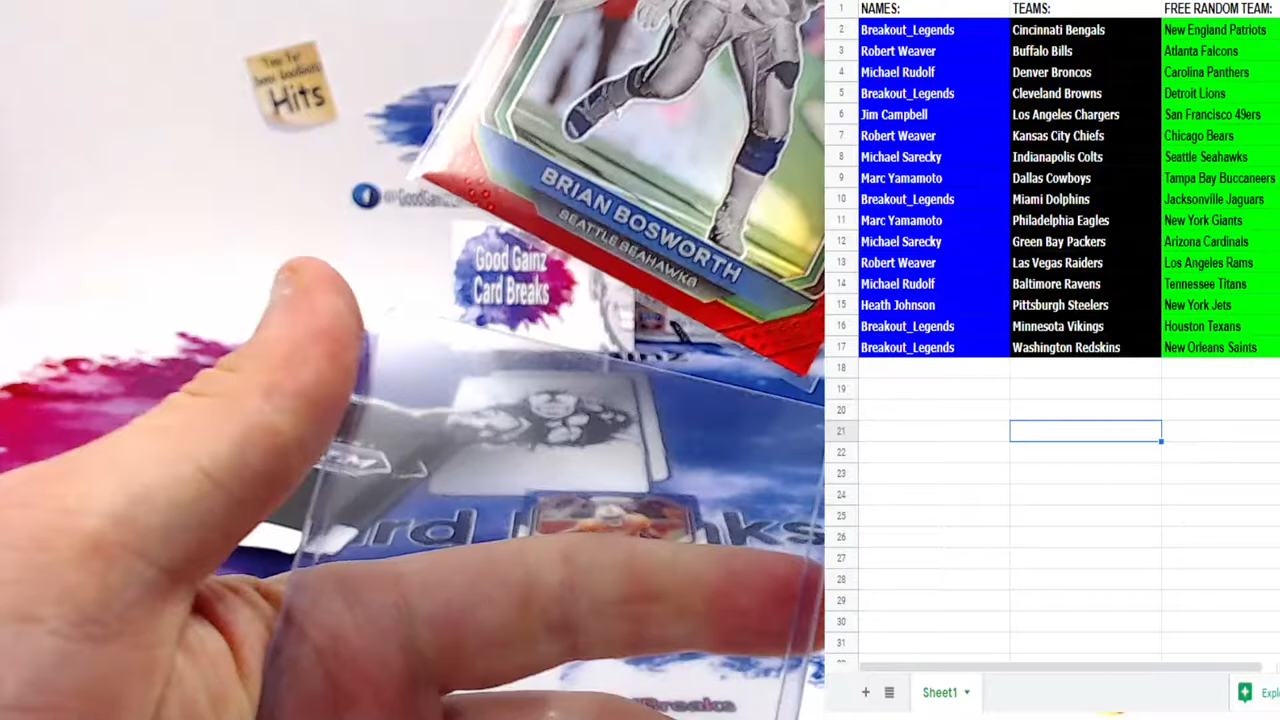 Hits
BRIAN BOSWORTH
SEATTLE SEAHAWKS
Good Gainz
Card Breaks
1 NAMES: TEAMS: FREE RANDOM TEAM:
2 Breakout_Legends Cincinnati Bengals New England Patriots
3 Robert Weaver Buffalo Bills Atlanta Falcons
4 Michael Rudolf Denver Broncos Carolina Panthers
5 Breakout_Legends Cleveland Browns Detroit Lions
6 Jim Campbell Los Angeles Chargers San Francisco 49ers
7 Robert Weaver Kansas City Chiefs Chicago Bears
8 Michael Sarecky Indianapolis Colts Seattle Seahawks
9 Marc Yamamoto Dallas Cowboys Tampa Bay Buccaneers
10 Breakout_Legends Miami Dolphins Jacksonville Jaguars
11 Marc Yamamoto Philadelphia Eagles New York Giants
12 Michael Sarecky Green Bay Packers Arizona Cardinals
13 Robert Weaver Las Vegas Raiders Los Angeles Rams
14 Michael Rudolf Baltimore Ravens Tennessee Titans
15 Heath Johnson Pittsburgh Steelers New York Jets
16 Breakout_Legends Minnesota Vikings Houston Texans
17 Breakout_Legends Washington Redskins New Orleans Saints
18
19
20
21
22
23
24
25
26
27
28
29
30
31
+ Sheet1 Explo